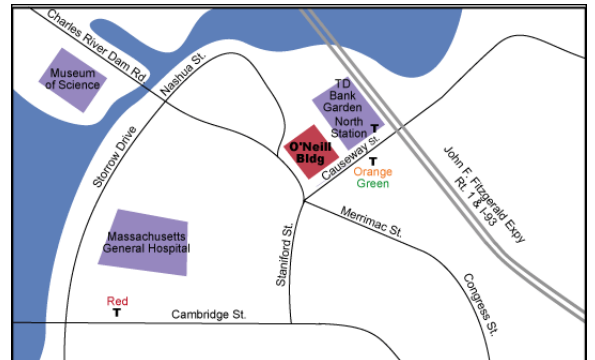 Charles River Dam Rd.
Nashua St.
Museum
of Science
TD
Bank
Garden
North
Station
T
O'Neill
Bldg
Causeway St.
T
Orange
Green
John F. Fitzgerald Expy
Rt. 1 & I-93
Storrow Drive
Massachusetts
General Hospital
Staniford St.
Merrimac St.
Congress St.
Red
T
Cambridge St.